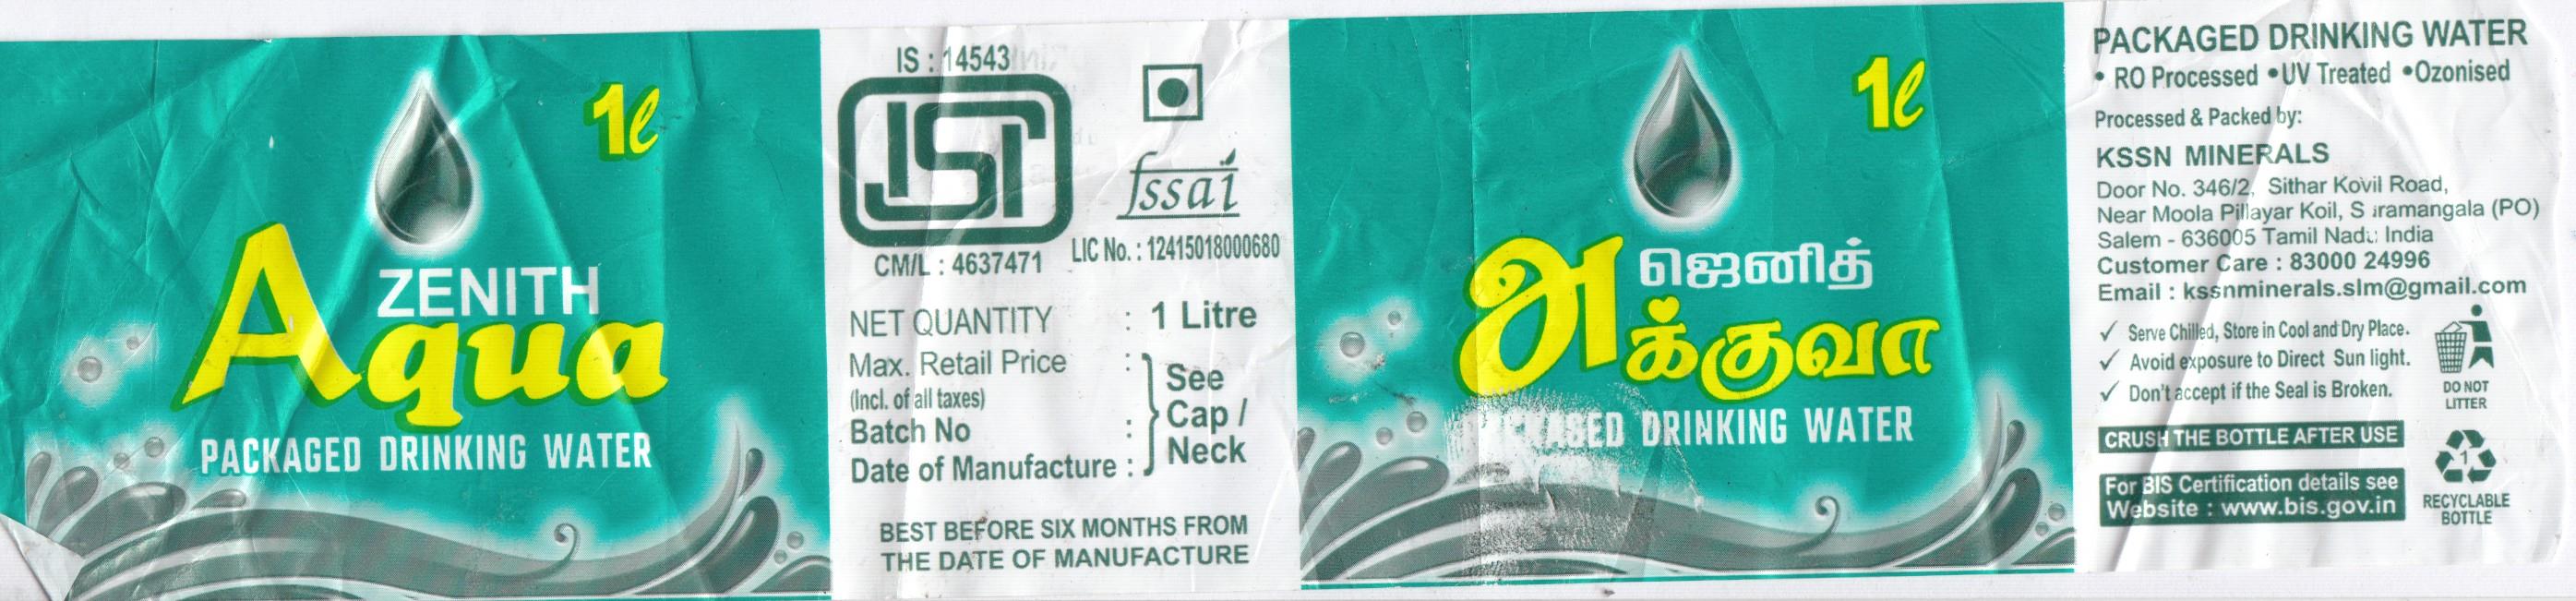 1ℓ
ZENITH
Aqua
PACKAGED DRINKING WATER
IS : 14543
ISI
fssai
CM/L : 4637471
LIC No. : 12415018000680
NET QUANTITY : 1 Litre
Max. Retail Price :
(Incl. of all taxes)
Batch No :
Date of Manufacture :
See
Cap /
Neck
BEST BEFORE SIX MONTHS FROM
THE DATE OF MANUFACTURE
1ℓ
ஜெனித்
அக்குவா
PACKAGED DRINKING WATER
PACKAGED DRINKING WATER
• RO Processed • UV Treated • Ozonised
Processed & Packed by:
KSSN MINERALS
Door No. 346/2, Sithar Kovil Road,
Near Moola Pillayar Koil, (PO)
Salem - 636005 Tamil Nadu India
Customer Care : 83000 24996
Email : kssnminerals.slm@gmail.com
✓ Serve Chilled, Store in Cool and Dry Place.
✓ Avoid exposure to Direct Sun light.
✓ Don't accept if the Seal is Broken.
DO NOT
LITTER
CRUSH THE BOTTLE AFTER USE
For BIS Certification details see
Website : www.bis.gov.in
1
RECYCLABLE
BOTTLE